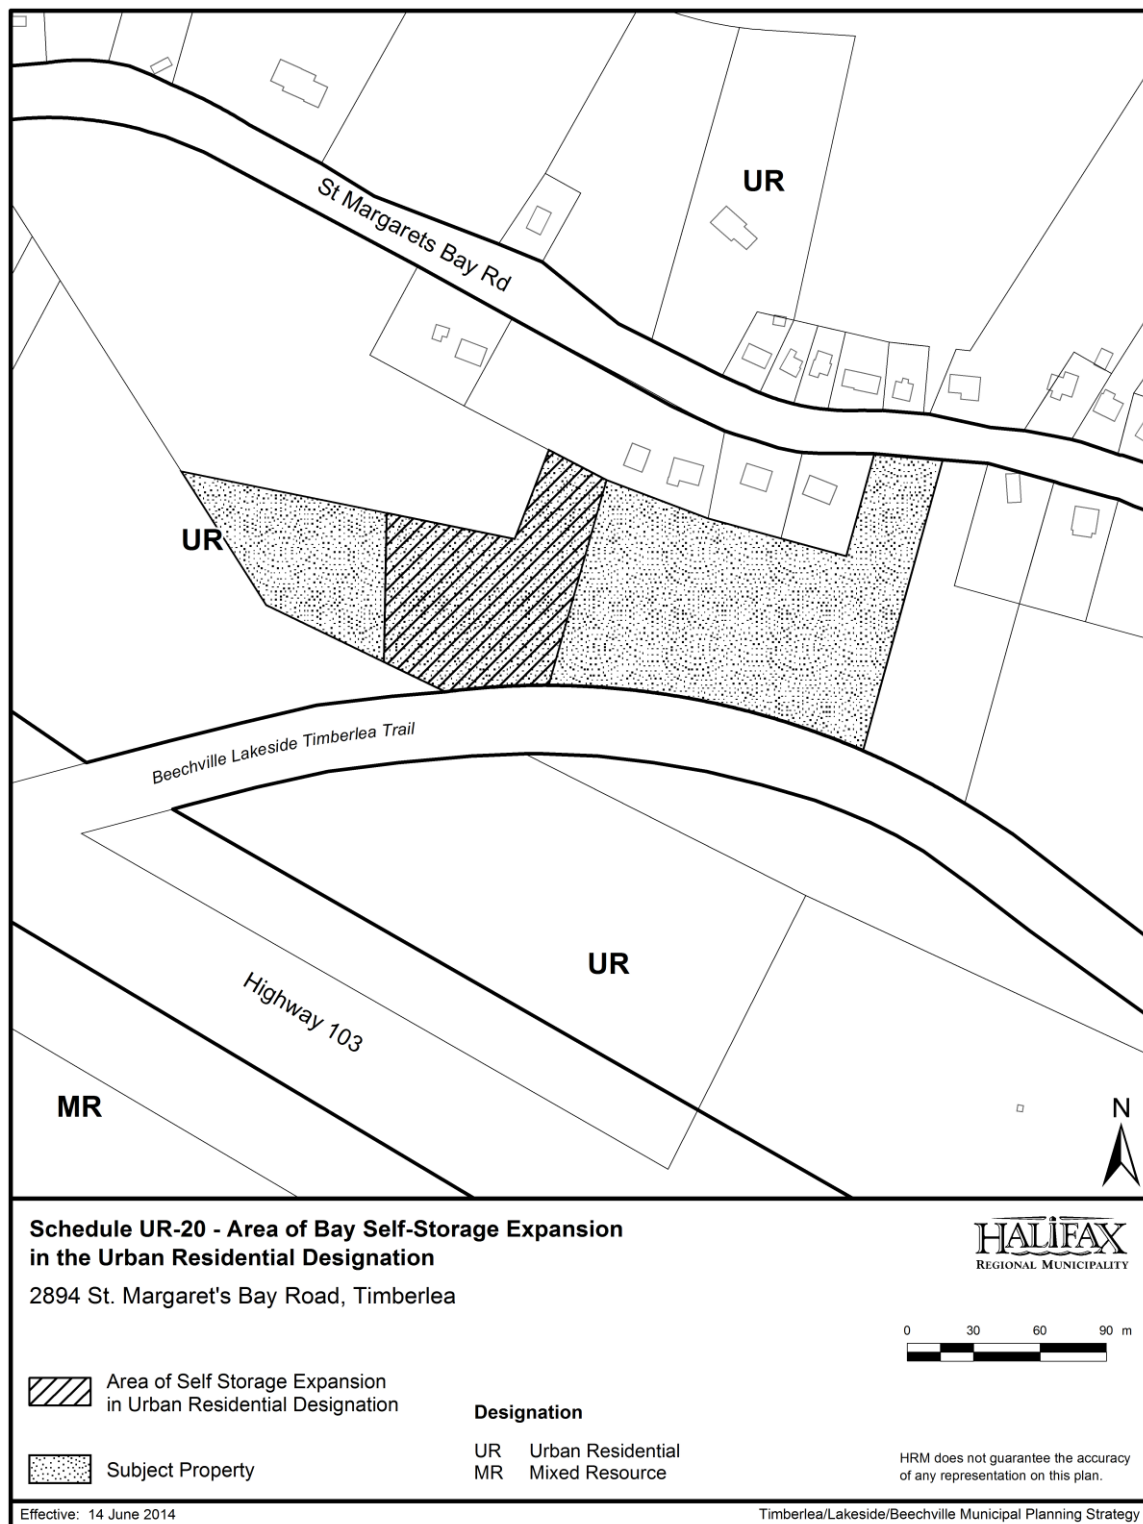 UR
St Margarets Bay Rd
UR
Beechville Lakeside Timberlea Trail
UR
Highway 103
MR
N
Schedule UR-20 - Area of Bay Self-Storage Expansion
in the Urban Residential Designation
2894 St. Margaret's Bay Road, Timberlea
HALIFAX
REGIONAL MUNICIPALITY
0 30 60 90 m
Area of Self Storage Expansion
in Urban Residential Designation
Subject Property
Designation
UR Urban Residential
MR Mixed Resource
HRM does not guarantee the accuracy
of any representation on this plan.
Effective: 14 June 2014
Timberlea/Lakeside/Beechville Municipal Planning Strategy